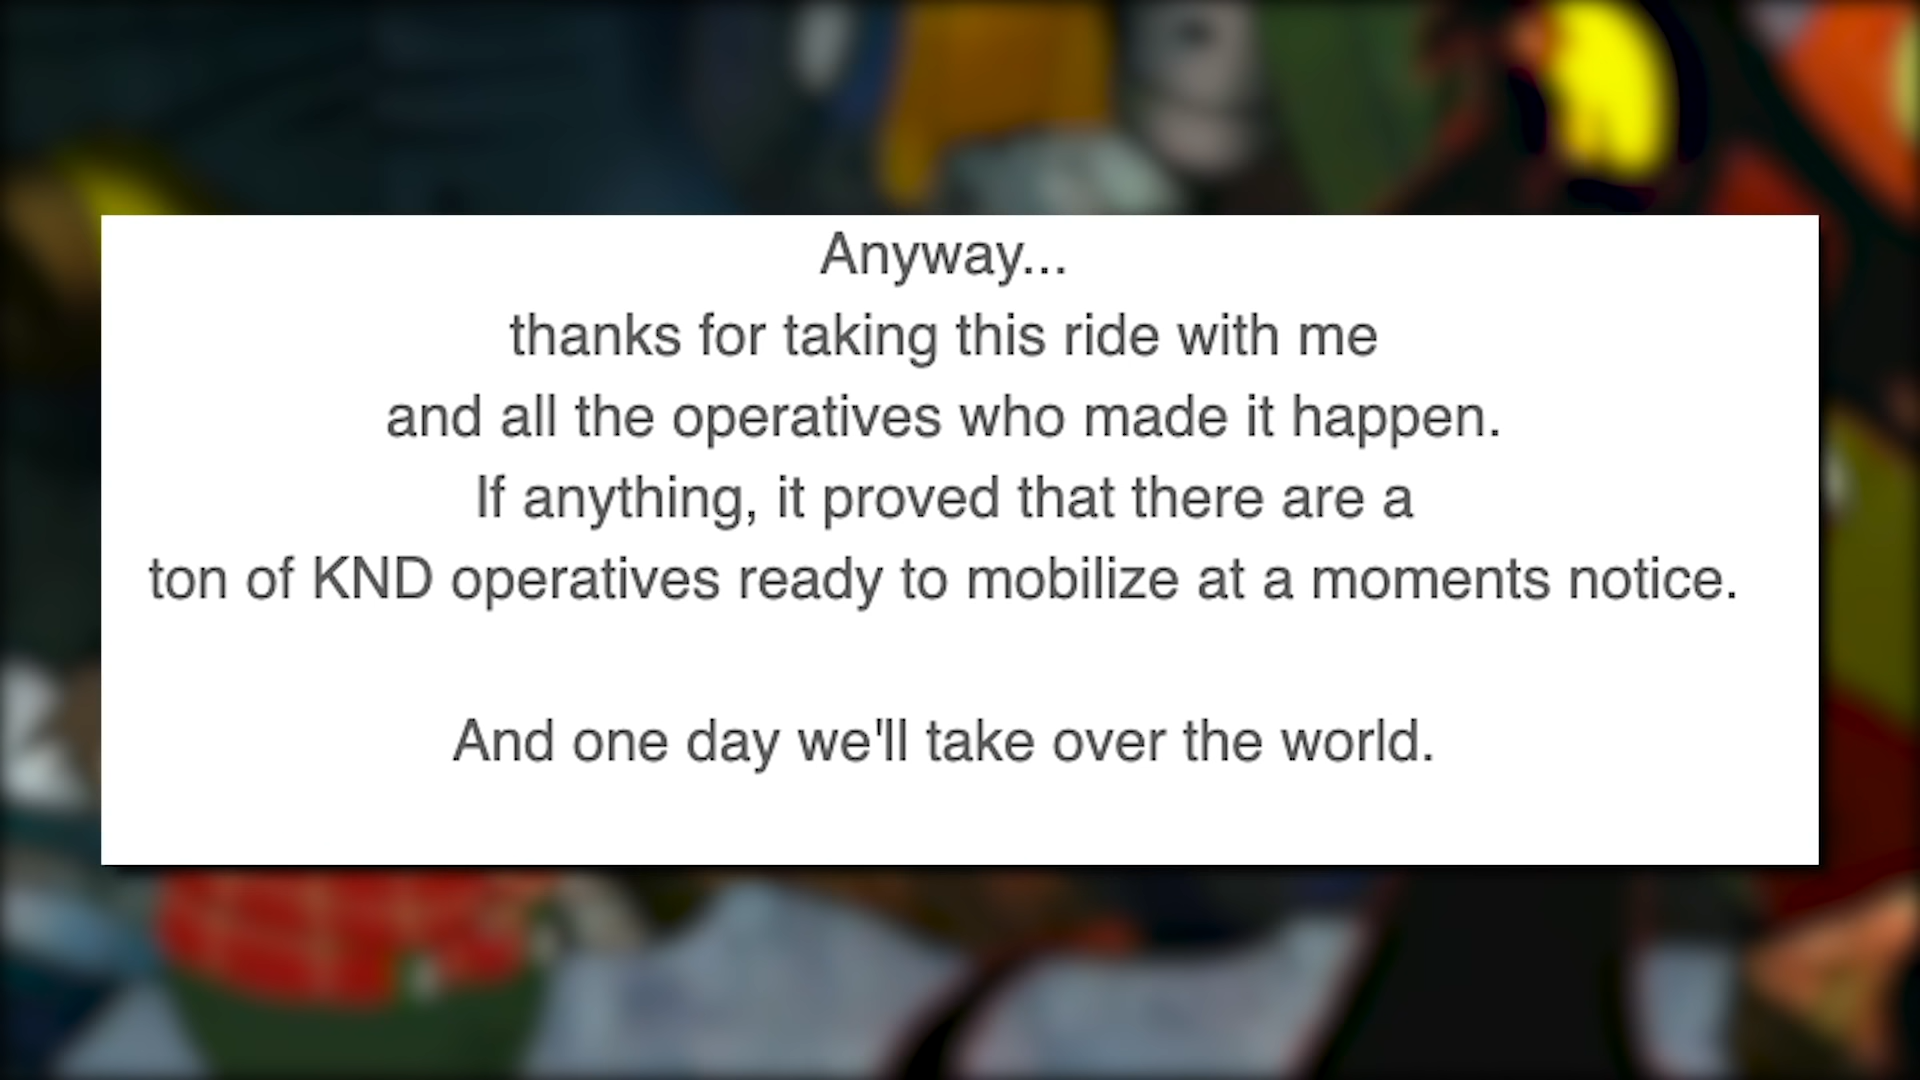 Anyway...
thanks for taking this ride with me
and all the operatives who made it happen.
If anything, it proved that there are a
ton of KND operatives ready to mobilize at a moments notice.
And one day we'll take over the world.